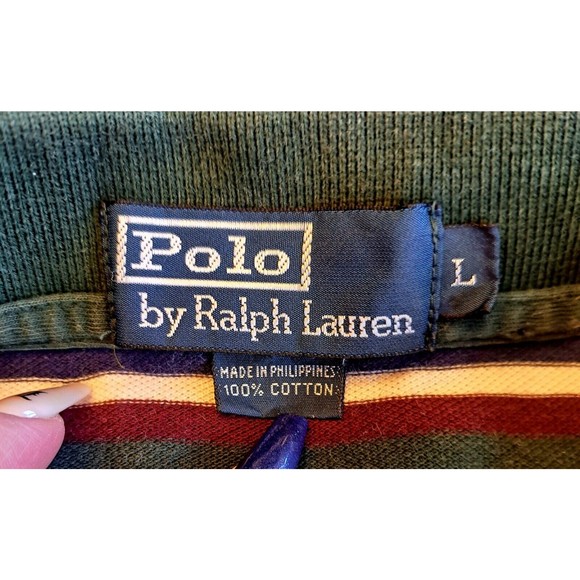 Polo
by Ralph Lauren
L
MADE IN PHILIPPINES
100% COTTON